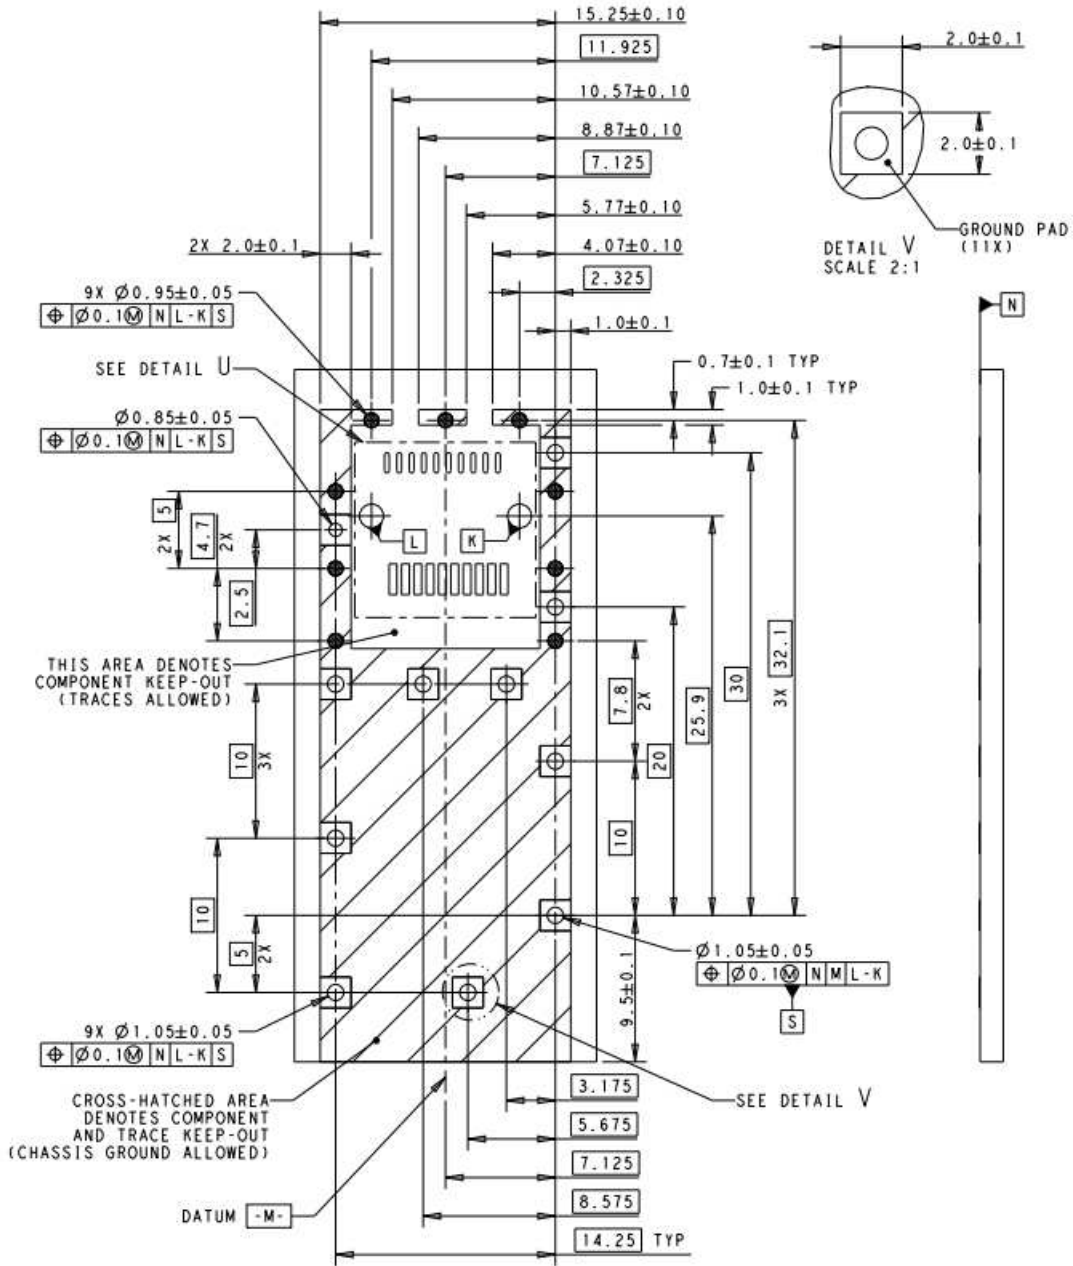 15.25±0.10
11.925
2.0±0.1
10.57±0.10
8.87±0.10
2.0±0.1
7.125
5.77±0.10
GROUND PAD
(11X)
2X 2.0±0.1
4.07±0.10
DETAIL V
SCALE 2:1
2.325
9X Ø0.95±0.05
⌖ Ø0.1Ⓜ N L-K S
N
1.0±0.1
SEE DETAIL U
0.7±0.1 TYP
1.0±0.1 TYP
Ø0.85±0.05
⌖ Ø0.1Ⓜ N L-K S
5
2X
4.7
2X
L
K
2.5
THIS AREA DENOTES
COMPONENT KEEP-OUT
(TRACES ALLOWED)
7.8
2X
25.9
30
3X 32.1
10
3X
20
10
10
5
2X
9.5±0.1
Ø1.05±0.05
⌖ Ø0.1Ⓜ N M L-K
S
9X Ø1.05±0.05
⌖ Ø0.1Ⓜ N L-K S
CROSS-HATCHED AREA
DENOTES COMPONENT
AND TRACE KEEP-OUT
(CHASSIS GROUND ALLOWED)
3.175
SEE DETAIL V
5.675
7.125
DATUM -M-
8.575
14.25 TYP